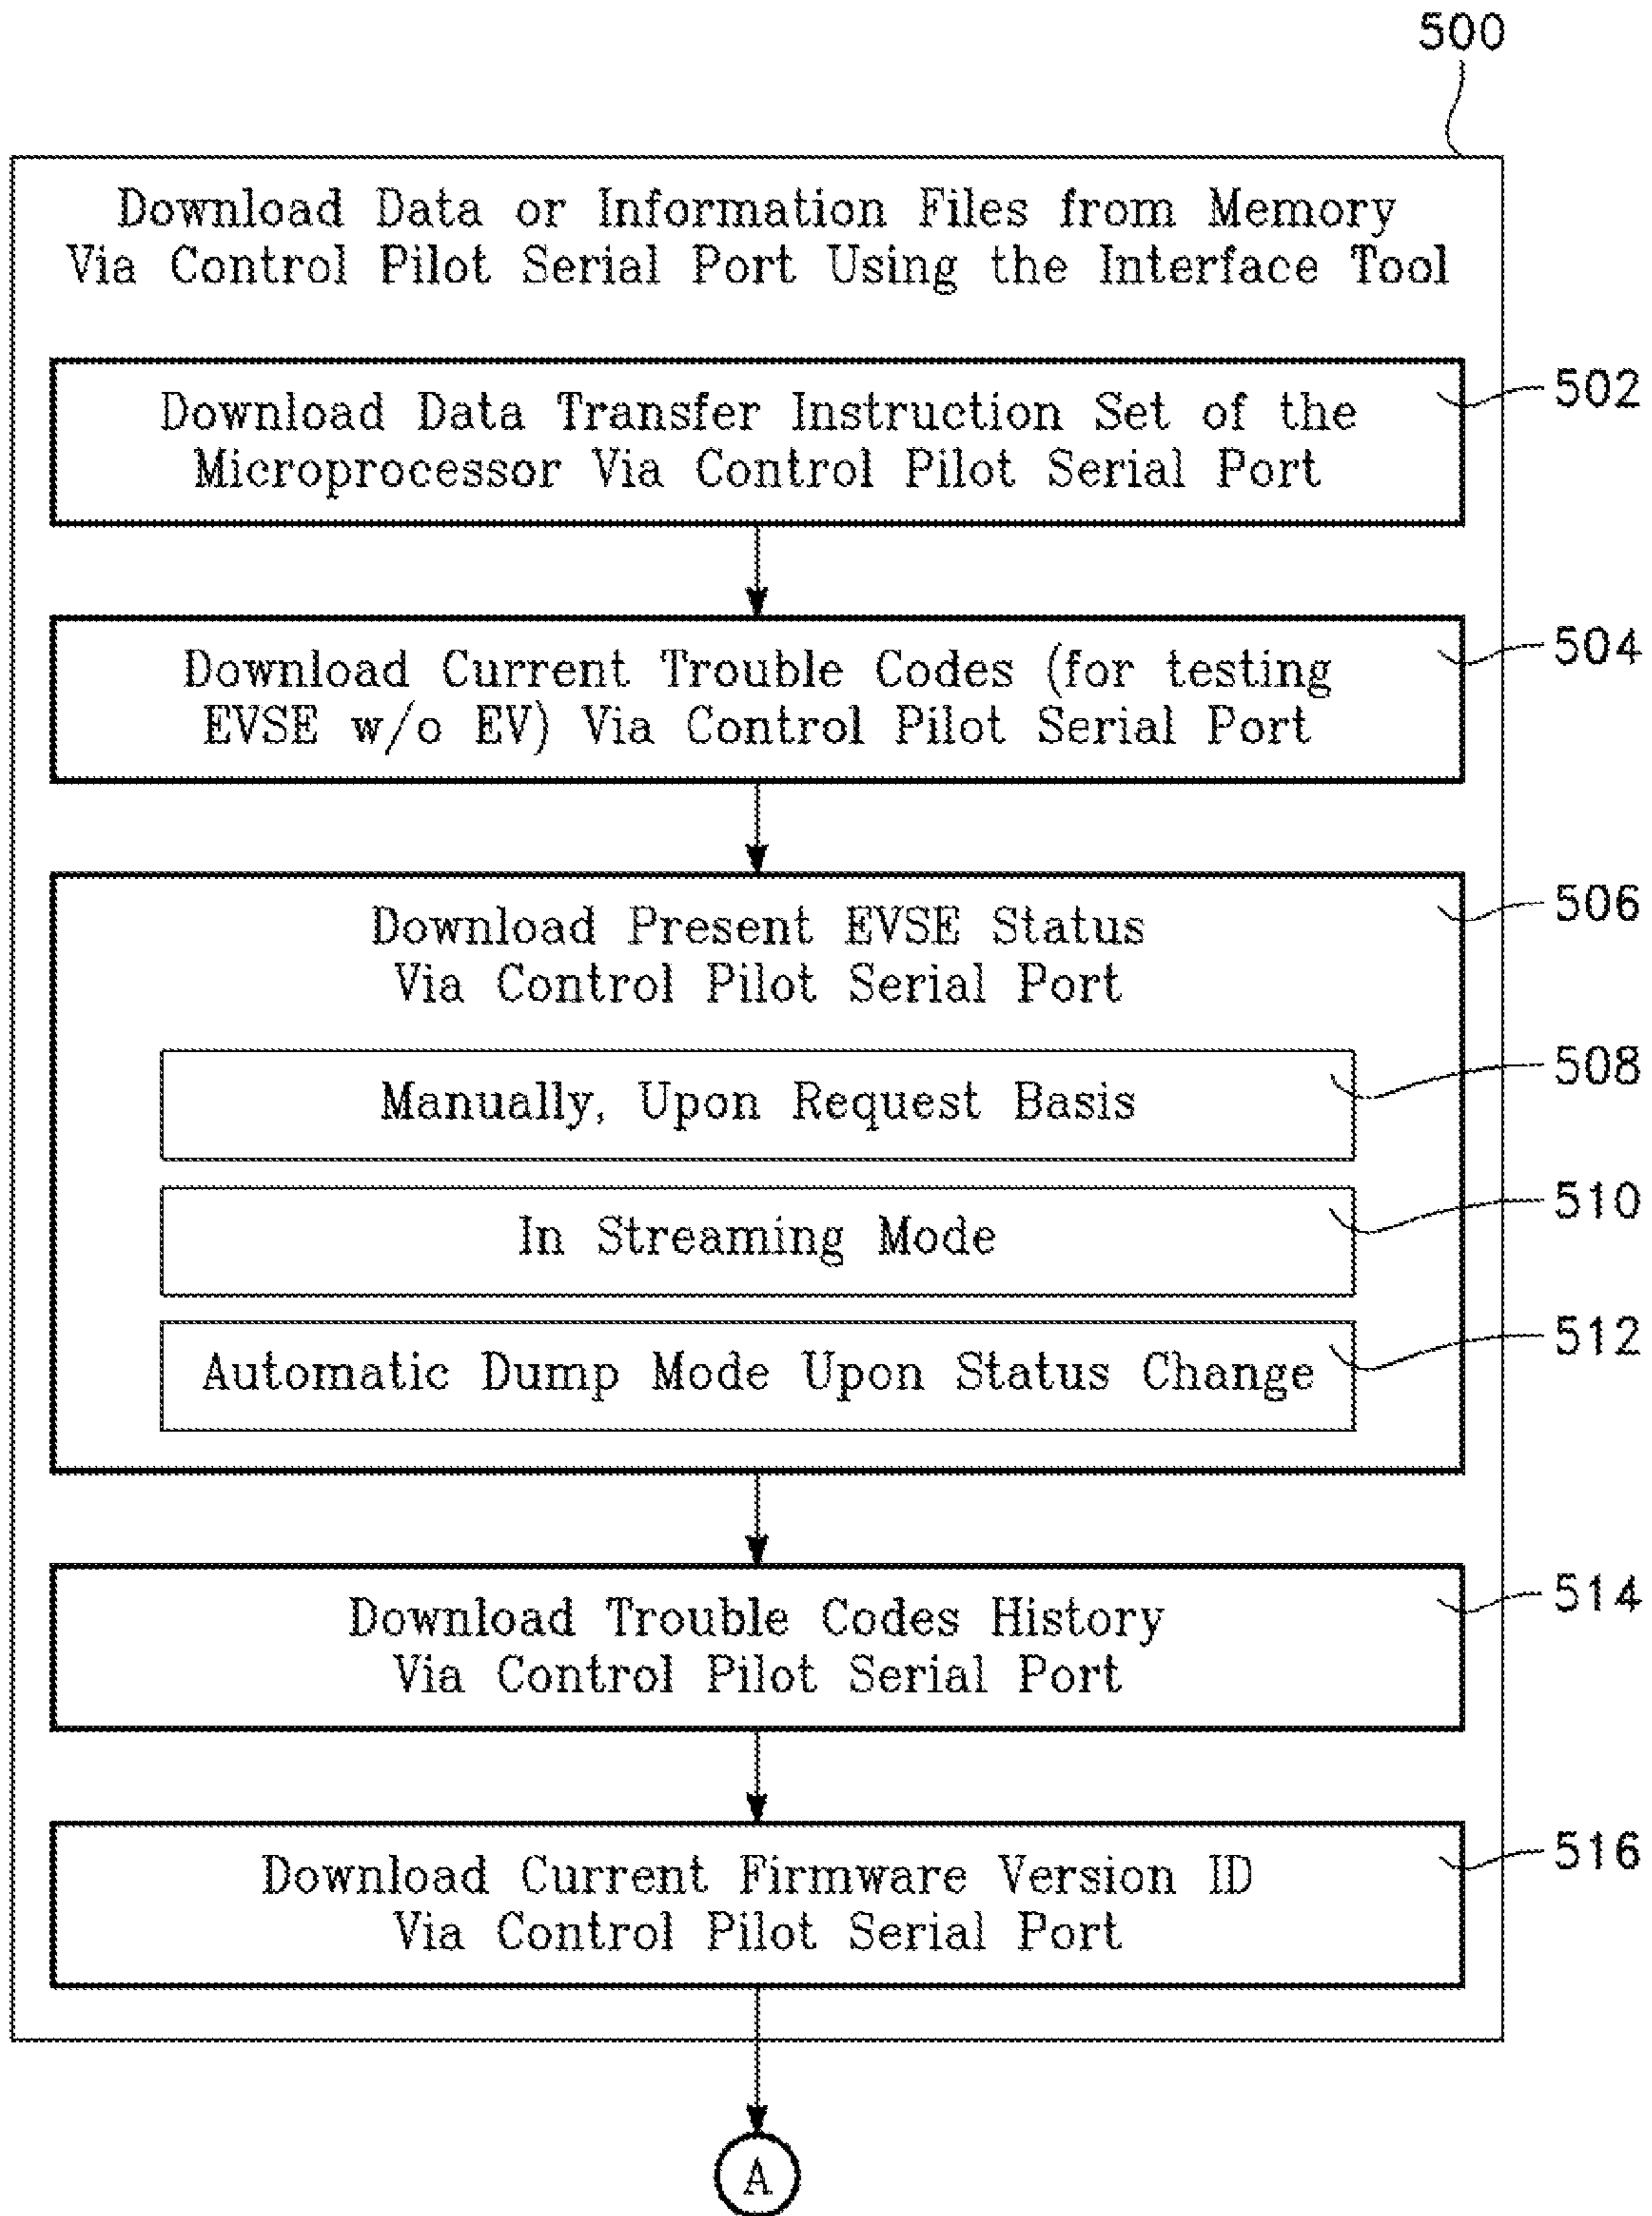 500
Download Data or Information Files from Memory
Via Control Pilot Serial Port Using the Interface Tool
502
Download Data Transfer Instruction Set of the
Microprocessor Via Control Pilot Serial Port
504
Download Current Trouble Codes (for testing
EVSE w/o EV) Via Control Pilot Serial Port
506
Download Present EVSE Status
Via Control Pilot Serial Port
508
Manually, Upon Request Basis
510
In Streaming Mode
512
Automatic Dump Mode Upon Status Change
514
Download Trouble Codes History
Via Control Pilot Serial Port
516
Download Current Firmware Version ID
Via Control Pilot Serial Port
A